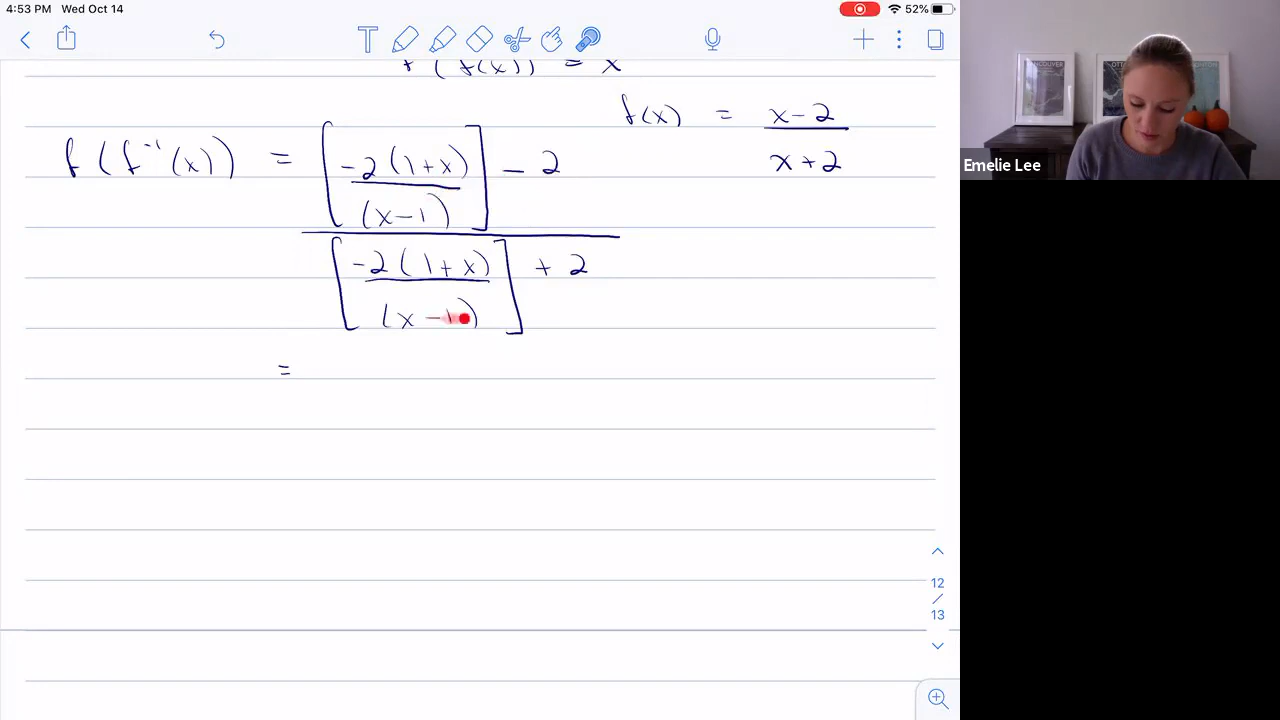 4:53 PM Wed Oct 14
52%
T
f(x)) = x
f(x) = x-2
x+2
f(f⁻¹(x)) = [-2(1+x)
(x-1)] - 2
[-2(1+x)
(x-1)] + 2
=
12
/
13
Emelie Lee
VANCOUVER